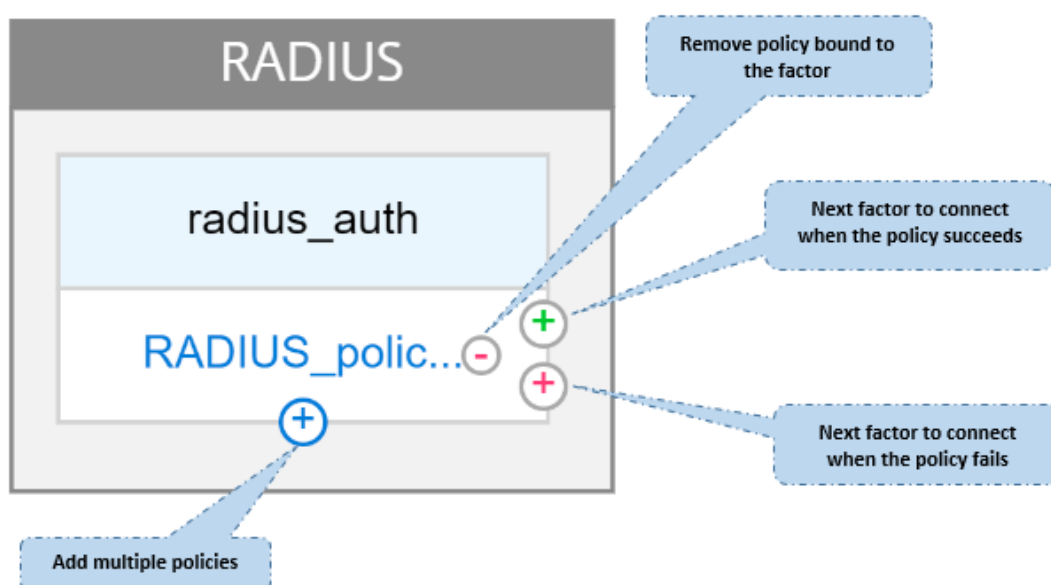 RADIUS
Remove policy bound to
the factor
radius_auth
Next factor to connect
when the policy succeeds
RADIUS_polic...
-
+
+
+
Next factor to connect
when the policy fails
Add multiple policies